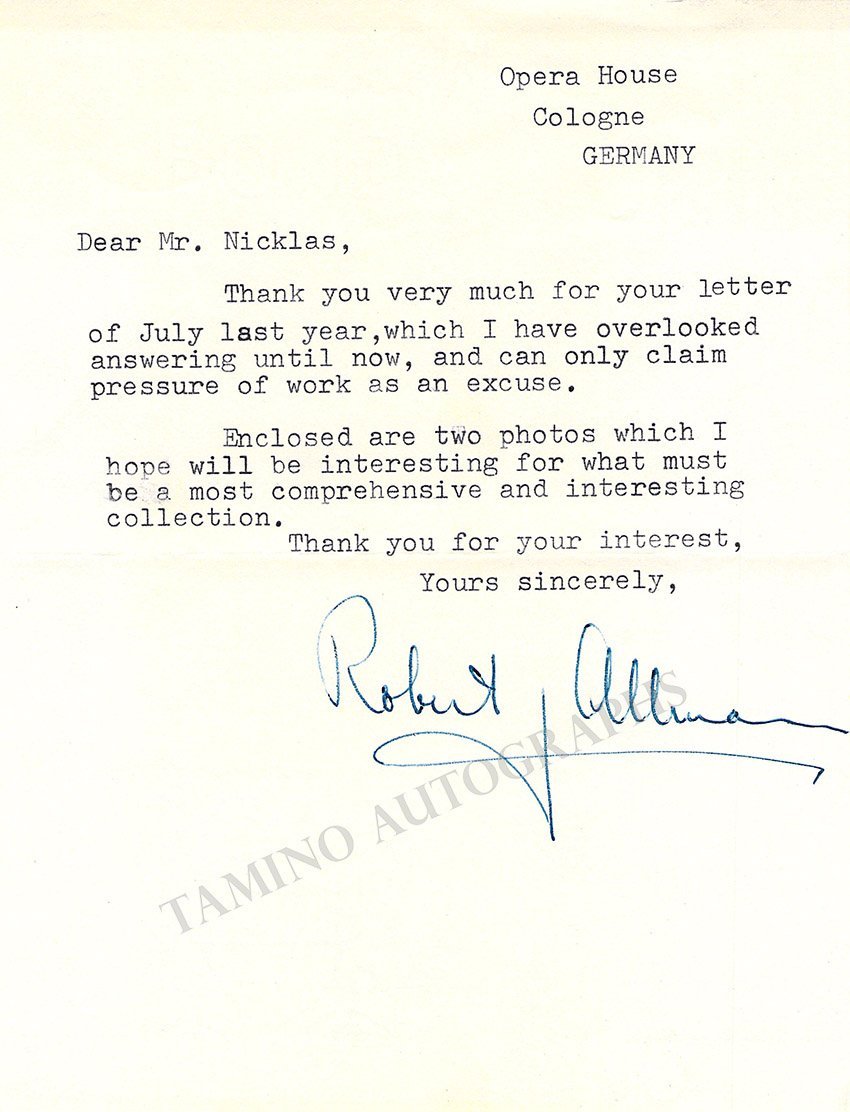 Opera House
Cologne
GERMANY
Dear Mr. Nicklas,
Thank you very much for your letter
of July last year,which I have overlooked
answering until now, and can only claim
pressure of work as an excuse.
Enclosed are two photos which I
hope will be interesting for what must
be a most comprehensive and interesting
collection.
Thank you for your interest,
Yours sincerely,
Robert Allman
TAMINO AUTOGRAPHS